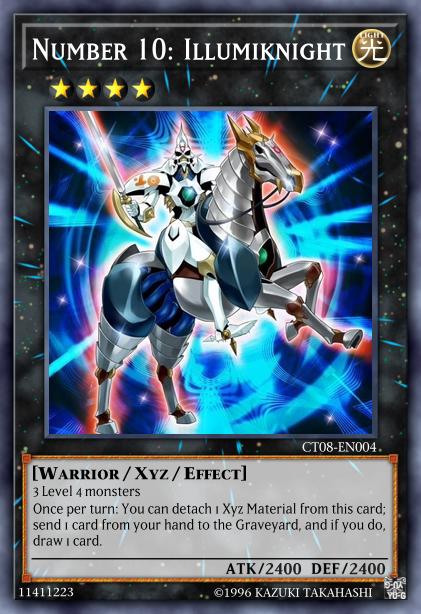 Number 10: Illumiknight
LIGHT
光
10
CT08-EN004
[Warrior / Xyz / Effect]
3 Level 4 monsters
Once per turn: You can detach 1 Xyz Material from this card;
send 1 card from your hand to the Graveyard, and if you do,
draw 1 card.
ATK/2400 DEF/2400
11411223
©1996 KAZUKI TAKAHASHI